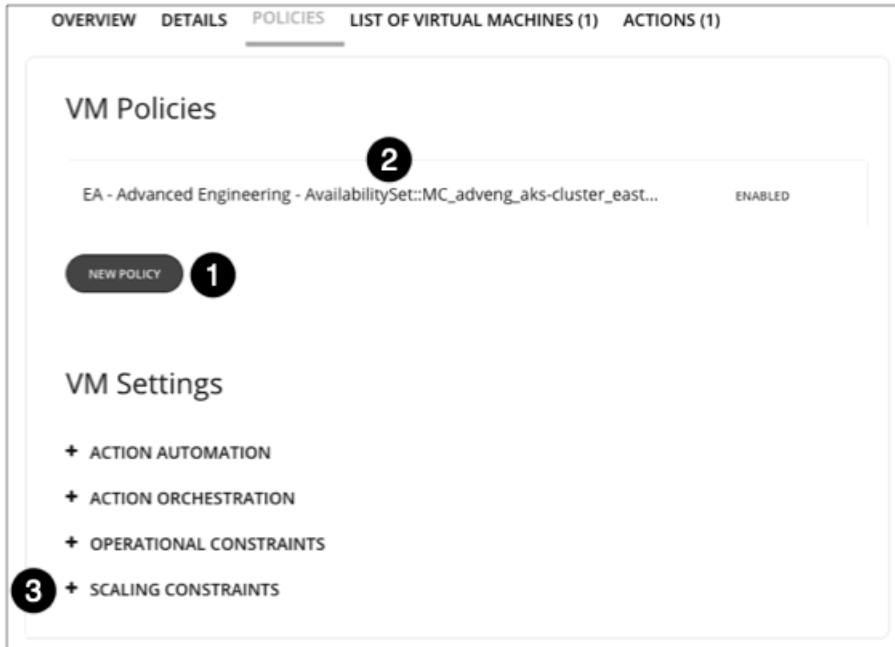 OVERVIEW DETAILS POLICIES LIST OF VIRTUAL MACHINES (1) ACTIONS (1)
VM Policies
2
EA - Advanced Engineering - AvailabilitySet::MC_adveng_aks-cluster_east... ENABLED
NEW POLICY 1
VM Settings
+ ACTION AUTOMATION
+ ACTION ORCHESTRATION
+ OPERATIONAL CONSTRAINTS
3 + SCALING CONSTRAINTS